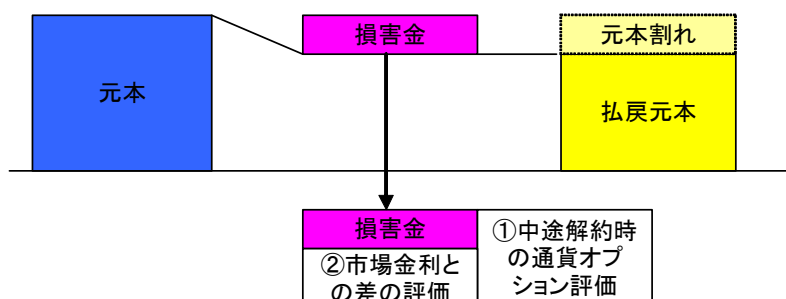 元本
損害金
元本割れ
払戻元本
損害金
②市場金利と
の差の評価
①中途解約時
の通貨オプ
ション評価